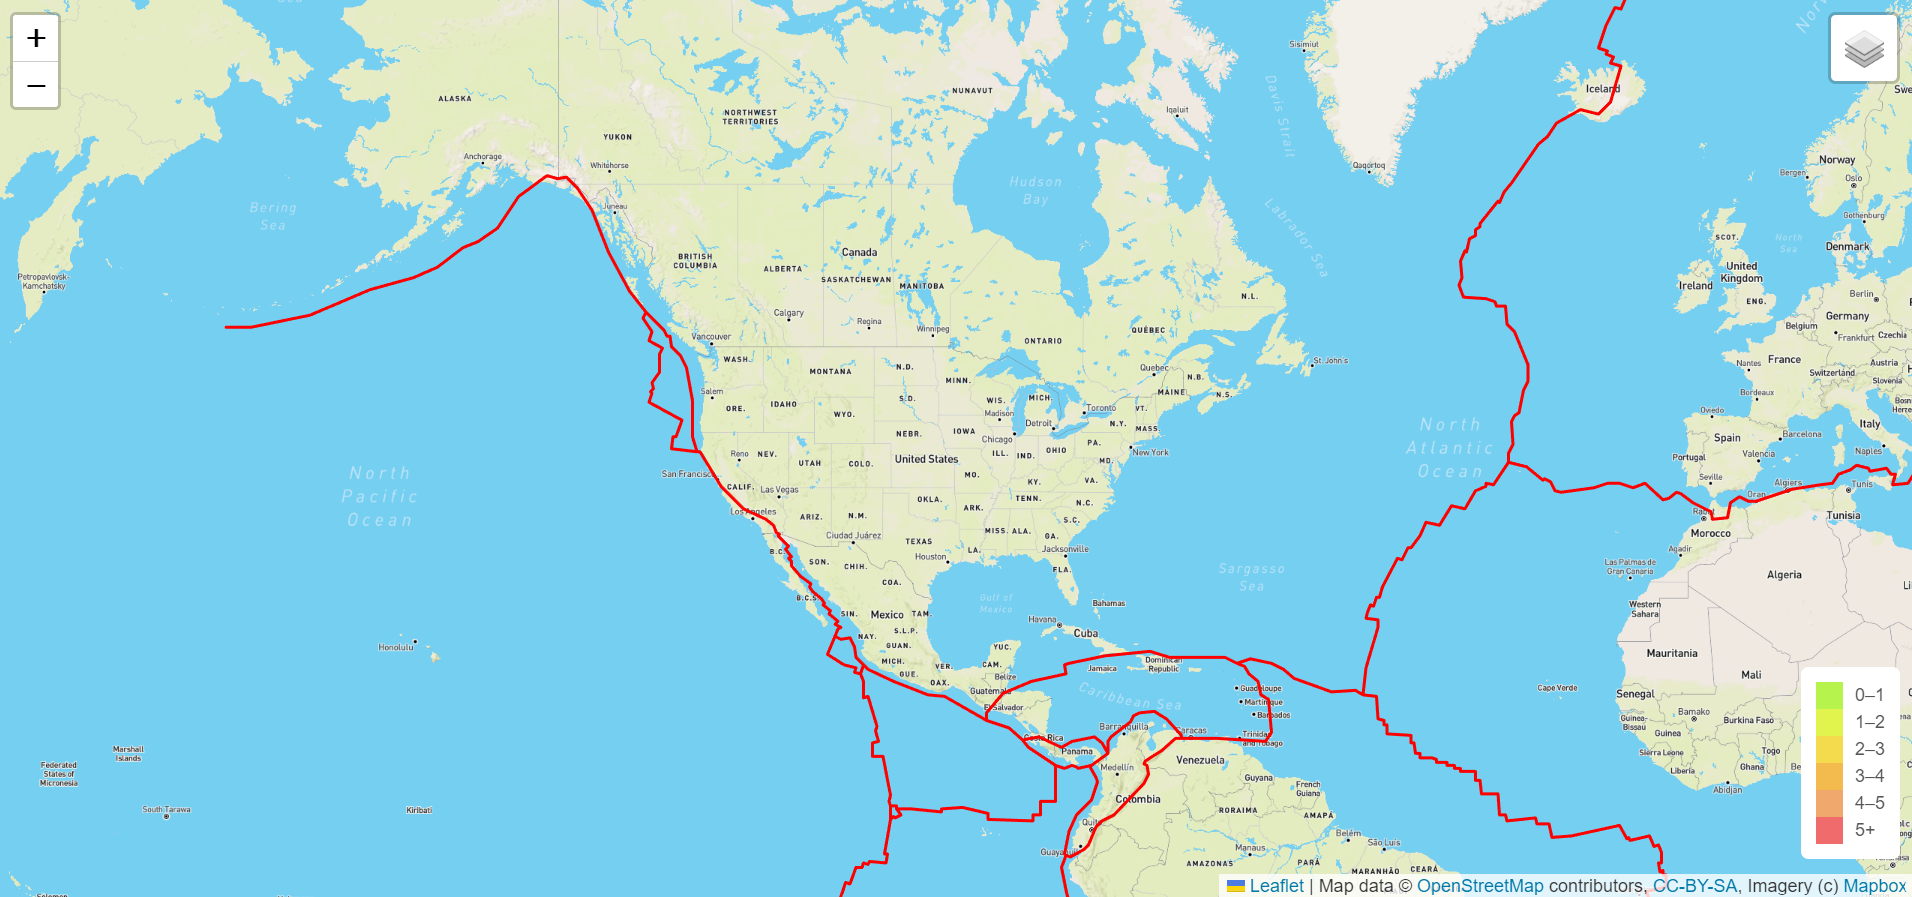 +
−
ALASKA
Anchorage
YUKON
Whitehorse
Juneau
NORTHWEST
TERRITORIES
NUNAVUT
Iqaluit
Sisimiut
Qaqortoq
Davis Strait
Labrador Sea
Hudson
Bay
Iceland
Norway
Bergen
Oslo
Gothenburg
North
Sea
Denmark
SCOT.
United
Kingdom
Ireland
ENG.
Berlin
Germany
Belgium
Frankfurt
Czechia
France
Nantes
Austria
Switzerland
Slovenia
Bordeaux
Oviedo
Spain
Barcelona
Italy
Portugal
Valencia
Naples
Seville
Algiers
Oran
Tunis
Tunisia
Rabat
Morocco
Agadir
Las Palmas de
Gran Canaria
Algeria
Western
Sahara
Mauritania
Mali
Cape Verde
Senegal
Bamako
Guinea-
Bissau
Burkina Faso
Guinea
Sierra Leone
Togo
Liberia
Ghana
Abidjan
Bering
Sea
Petropavlovsk-
Kamchatsky
BRITISH
COLUMBIA
ALBERTA
Canada
SASKATCHEWAN
MANITOBA
N.L.
Calgary
Regina
Winnipeg
ONTARIO
QUÉBEC
Vancouver
St. John's
Quebec
N.B.
MAINE
N.S.
WASH.
MONTANA
N.D.
MINN.
Salem
ORE.
IDAHO
WYO.
S.D.
WIS.
MICH.
Madison
Toronto
VT.
Detroit
N.Y.
MASS.
NEBR.
IOWA
Chicago
PA.
Reno
NEV.
UTAH
COLO.
United States
ILL.
IND.
OHIO
New York
MD.
San Francisco
CALIF.
Las Vegas
MO.
KY.
VA.
OKLA.
TENN.
N.C.
Los Angeles
ARIZ.
N.M.
ARK.
S.C.
Ciudad Juárez
TEXAS
MISS.
ALA.
GA.
B.C.
LA.
Jacksonville
SON.
CHIH.
Houston
FLA.
COA.
B.C.S.
SIN.
Mexico
TAM.
Gulf of
Mexico
Bahamas
NAY.
S.L.P.
Havana
Cuba
GUAN.
YUC.
MICH.
VER.
CAM.
GUE.
OAX.
Belize
Jamaica
Dominican
Republic
Guatemala
El Salvador
Caribbean Sea
Guadeloupe
Martinique
Barbados
Costa Rica
Panama
Barranquilla
Caracas
Trinidad
and Tobago
Medellín
Venezuela
Guyana
French
Guiana
Colombia
RORAIMA
AMAPÁ
Quito
Guayaquil
Belém
São Luís
Manaus
AMAZONAS
PARÁ
CEARÁ
MARANHÃO
North
Pacific
Ocean
North
Atlantic
Ocean
Sargasso
Sea
Honolulu
Marshall
Islands
Federated
States of
Micronesia
South Tarawa
Kiribati
Solomon
0–1
1–2
2–3
3–4
4–5
5+
Leaflet | Map data © OpenStreetMap contributors, CC-BY-SA, Imagery (c) Mapbox